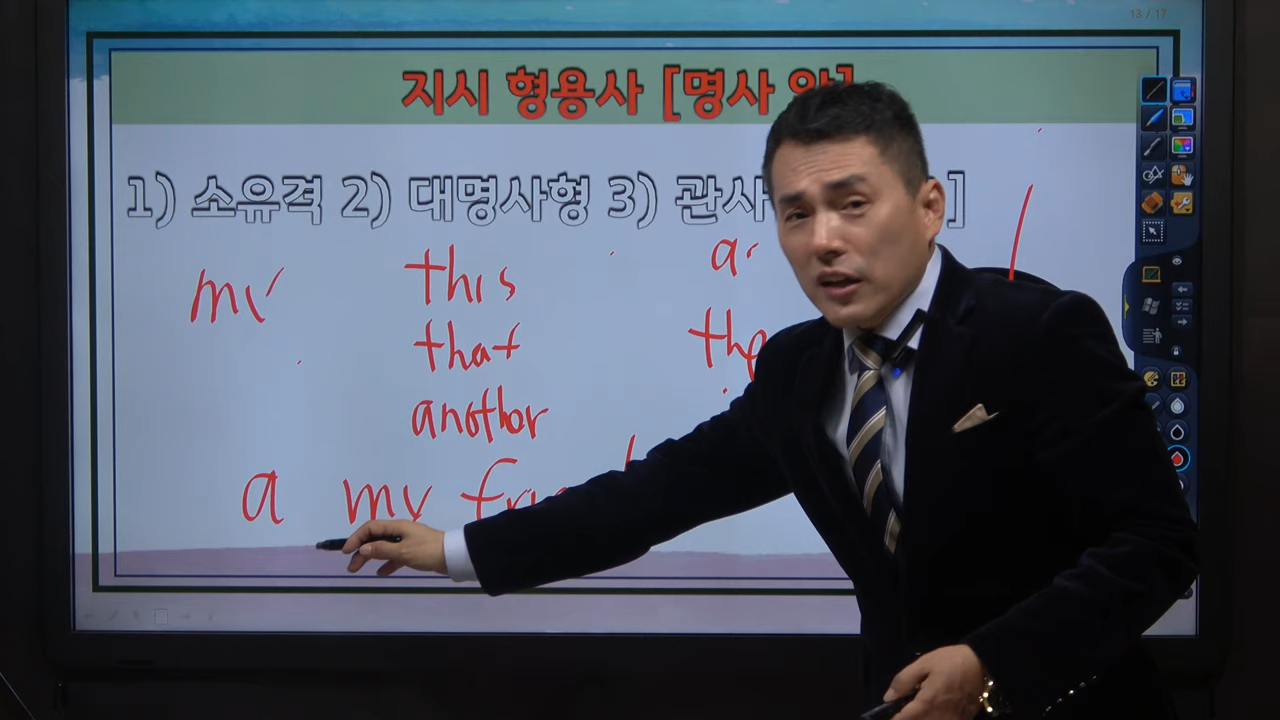 13 / 17
지시 형용사 [명사
1) 소유격 2) 대명사형 3) 관사 ]
my this
that the
another
a my